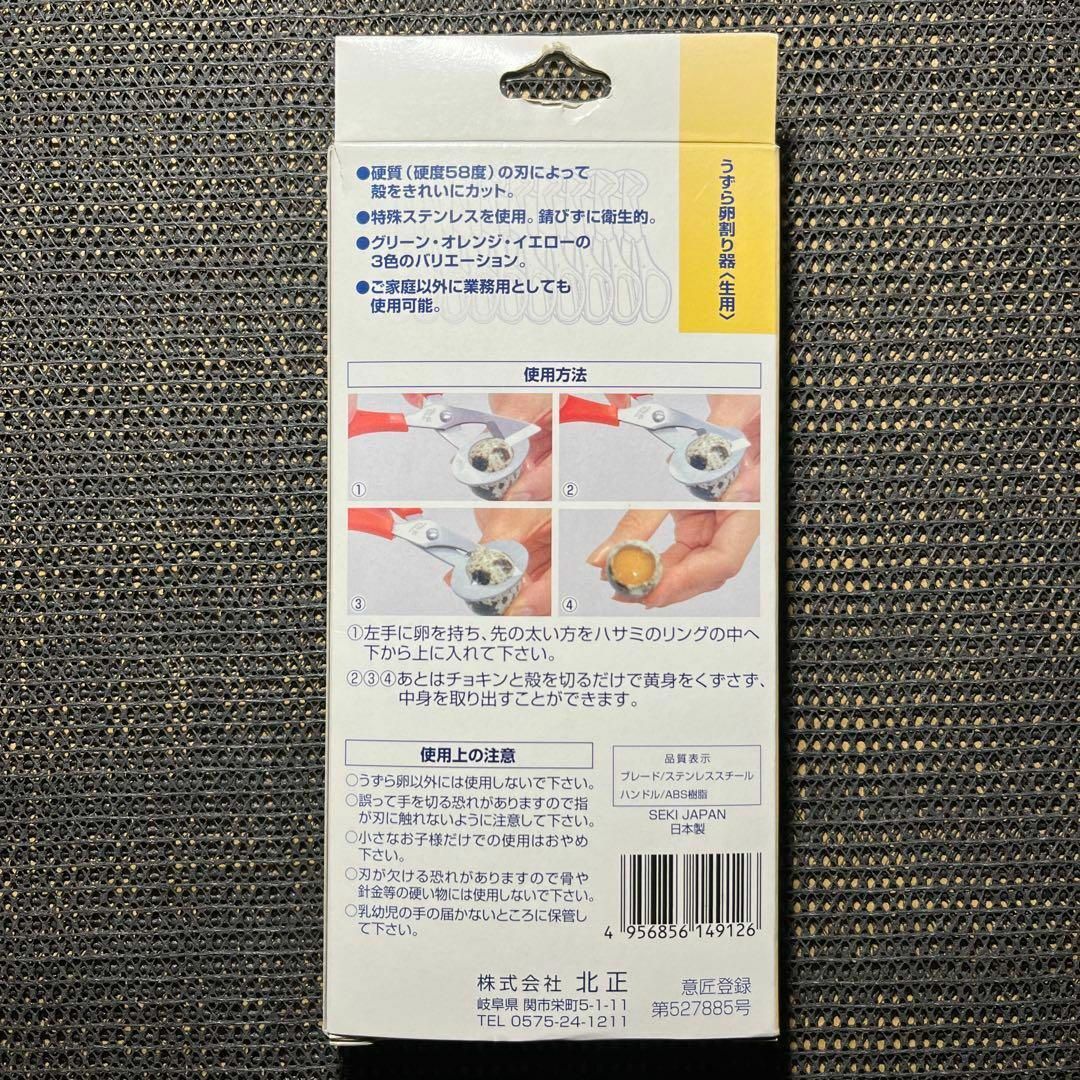 ●硬質(硬度58度)の刃によって
殻をきれいにカット。
●特殊ステンレスを使用。錆びずに衛生的。
●グリーン・オレンジ・イエローの
3色のバリエーション。
●ご家庭以外に業務用としても
使用可能。
うずら卵割り器〈生用〉
使用方法
①
②
③
④
①左手に卵を持ち、先の太い方をハサミのリングの中へ
下から上に入れて下さい。
②③④あとはチョキンと殻を切るだけで黄身をくずさず、
中身を取り出すことができます。
使用上の注意
○うずら卵以外には使用しないで下さい。
○誤って手を切る恐れがありますので指
が刃に触れないように注意して下さい。
○小さなお子様だけでの使用はおやめ
下さい。
○刃が欠ける恐れがありますので骨や
針金等の硬い物には使用しないで下さい。
○乳幼児の手の届かないところに保管し
て下さい。
品質表示
ブレード/ステンレススチール
ハンドル/ABS樹脂
SEKI JAPAN
日本製
4 956856 149126
株式会社 北正
岐阜県 関市栄町5-1-11
TEL 0575-24-1211
意匠登録
第527885号